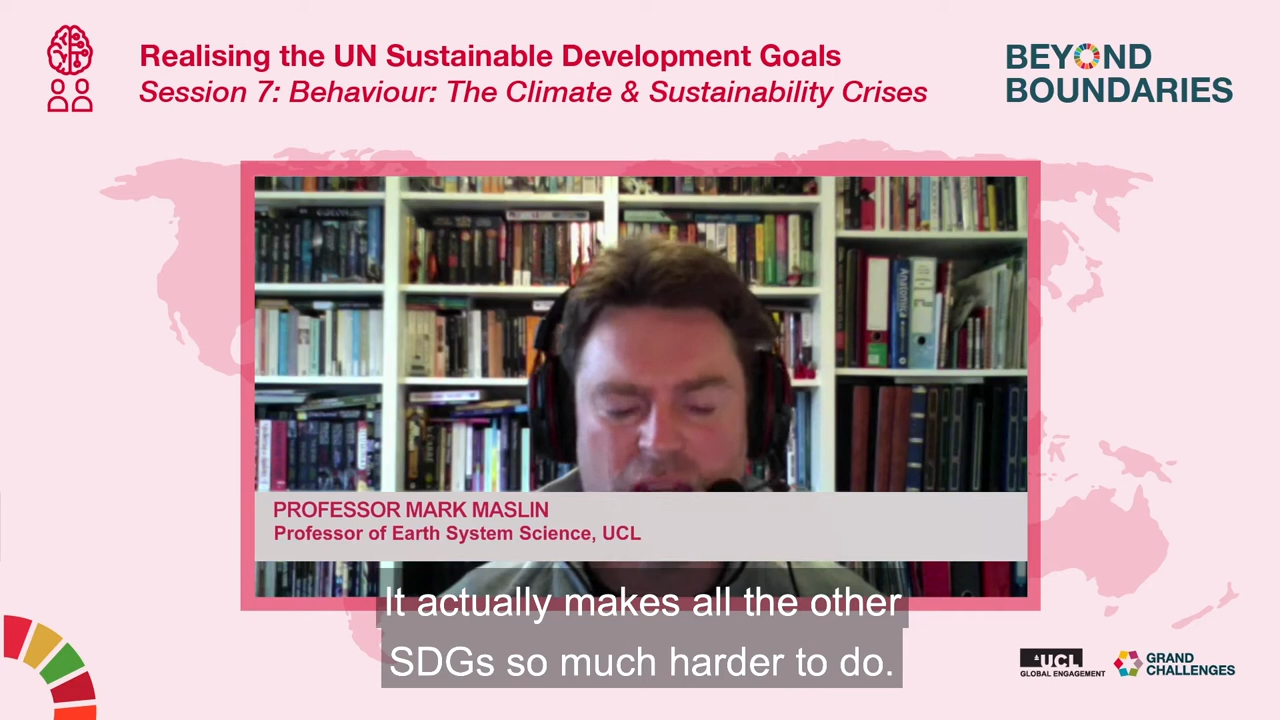 Realising the UN Sustainable Development Goals
Session 7: Behaviour: The Climate & Sustainability Crises
BEYOND
BOUNDARIES
Anatomica
PROFESSOR MARK MASLIN
Professor of Earth System Science, UCL
It actually makes all the other
SDGs so much harder to do.
UCL
GLOBAL ENGAGEMENT
GRAND
CHALLENGES